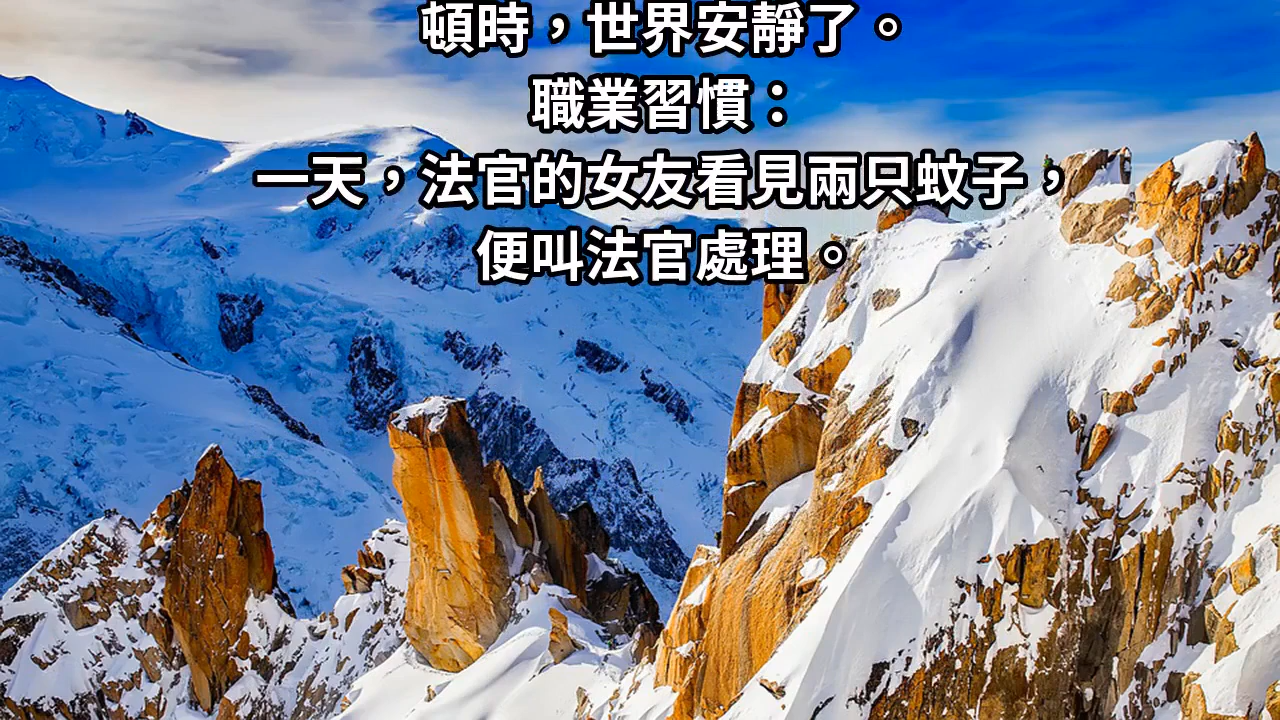 頓時，世界安靜了。
職業習慣：
一天，法官的女友看見兩只蚊子，
便叫法官處理。